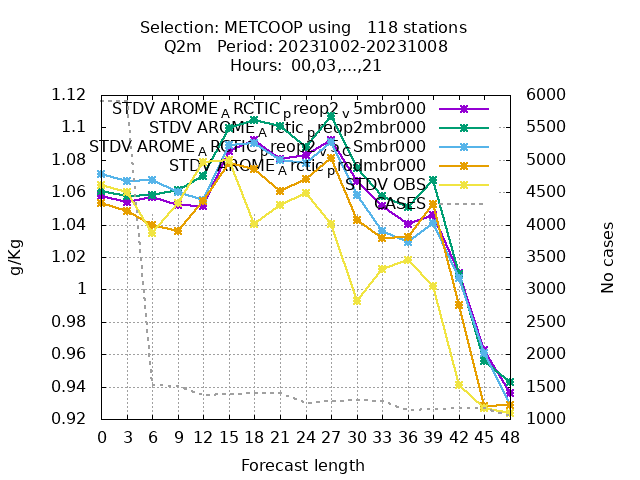 Selection: METCOOP using   118 stations
Q2m   Period: 20231002-20231008
Hours:  00,03,...,21
STDV AROME_ARCTIC_preop2_v_5mbr000
STDV AROME_Arctic_preop2mbr000
STDV AROME_ARCTIC_preop2_v_C_Smbr000
STDV AROME_Arctic_prodmbr000
STDV OBS
CASES
1.12
1.1
1.08
1.06
1.04
1.02
1
0.98
0.96
0.94
0.92
6000
5500
5000
4500
4000
3500
3000
2500
2000
1500
1000
g/Kg
No cases
0 3 6 9 12 15 18 21 24 27 30 33 36 39 42 45 48
Forecast length